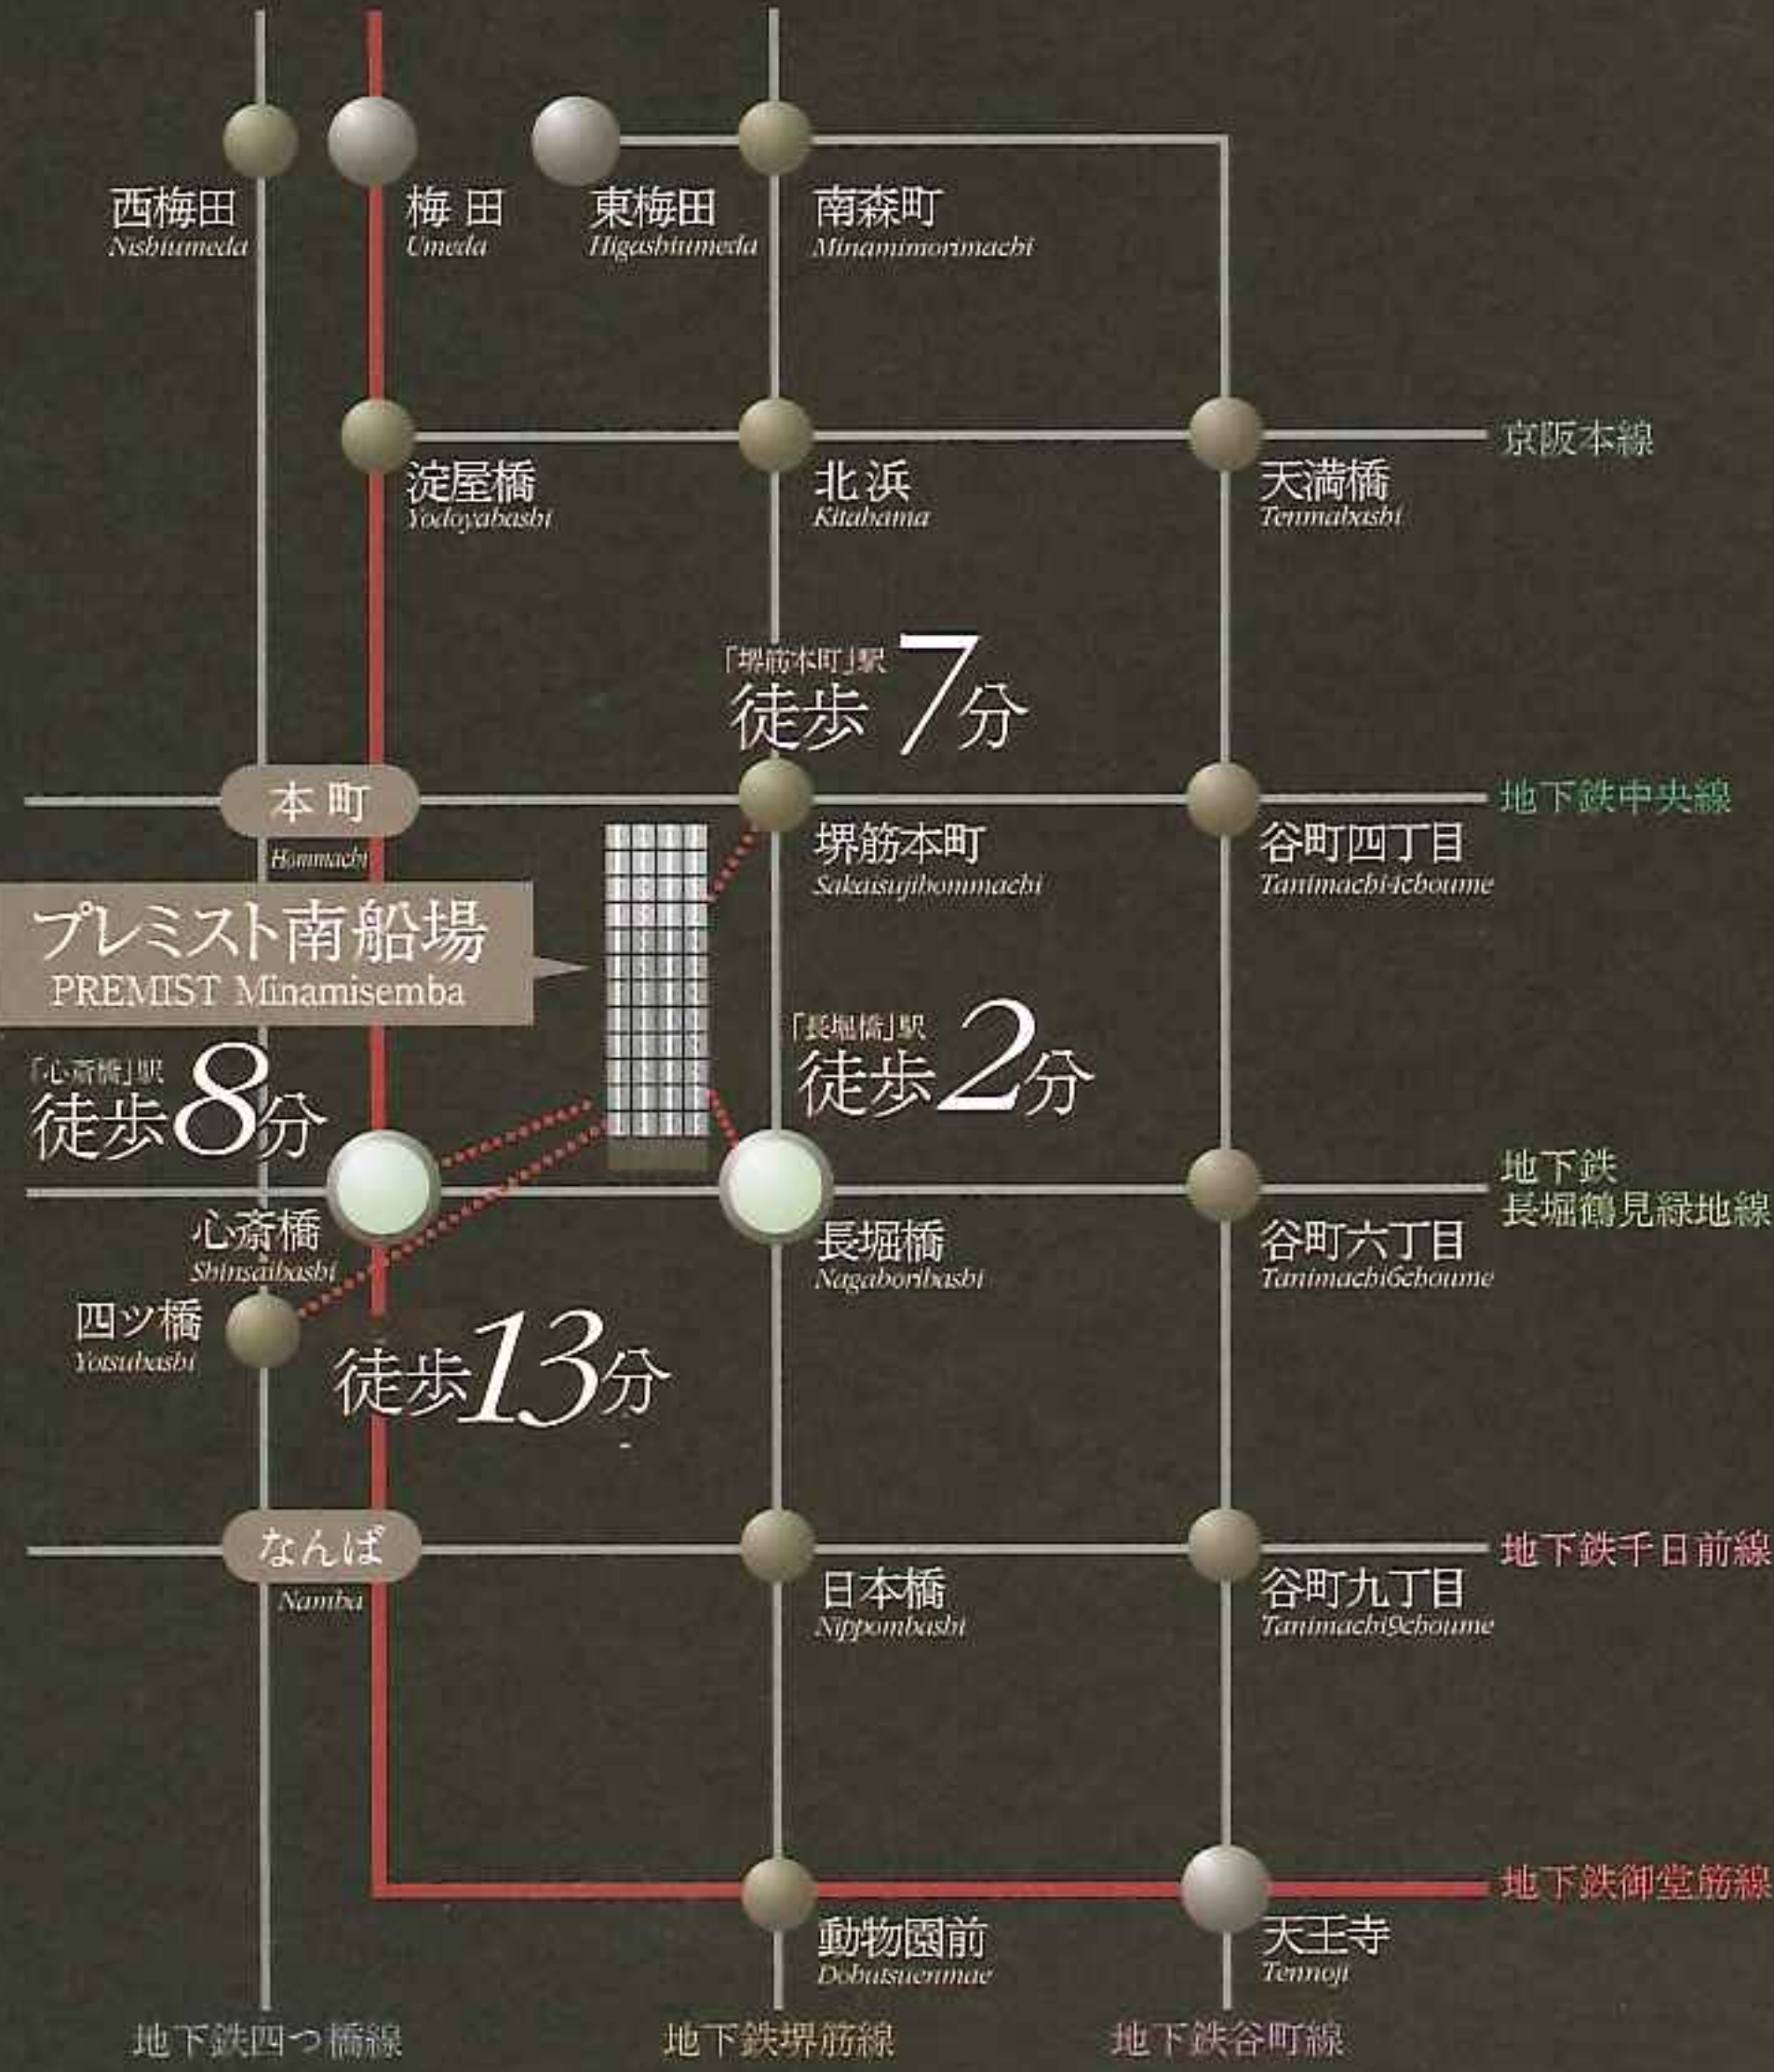 西梅田
Nishiumeda
梅田
Umeda
東梅田
Higashiumeda
南森町
Minamimorimachi
淀屋橋
Yodoyabashi
北浜
Kitahama
天満橋
Tenmabashi
京阪本線
「堺筋本町」駅
徒歩7分
本町
Hommachi
堺筋本町
Sakaisujihommachi
谷町四丁目
Tanimachi4choume
地下鉄中央線
プレミスト南船場
PREMIST Minamisemba
「心斎橋」駅
徒歩8分
「長堀橋」駅
徒歩2分
心斎橋
Shinsaibashi
長堀橋
Nagahoribashi
谷町六丁目
Tanimachi6choume
地下鉄
長堀鶴見緑地線
四ツ橋
Yotsubashi
徒歩13分
なんば
Namba
日本橋
Nippombashi
谷町九丁目
Tanimachi9choume
地下鉄千日前線
動物園前
Dobutsuenmae
天王寺
Tennoji
地下鉄御堂筋線
地下鉄四つ橋線
地下鉄堺筋線
地下鉄谷町線